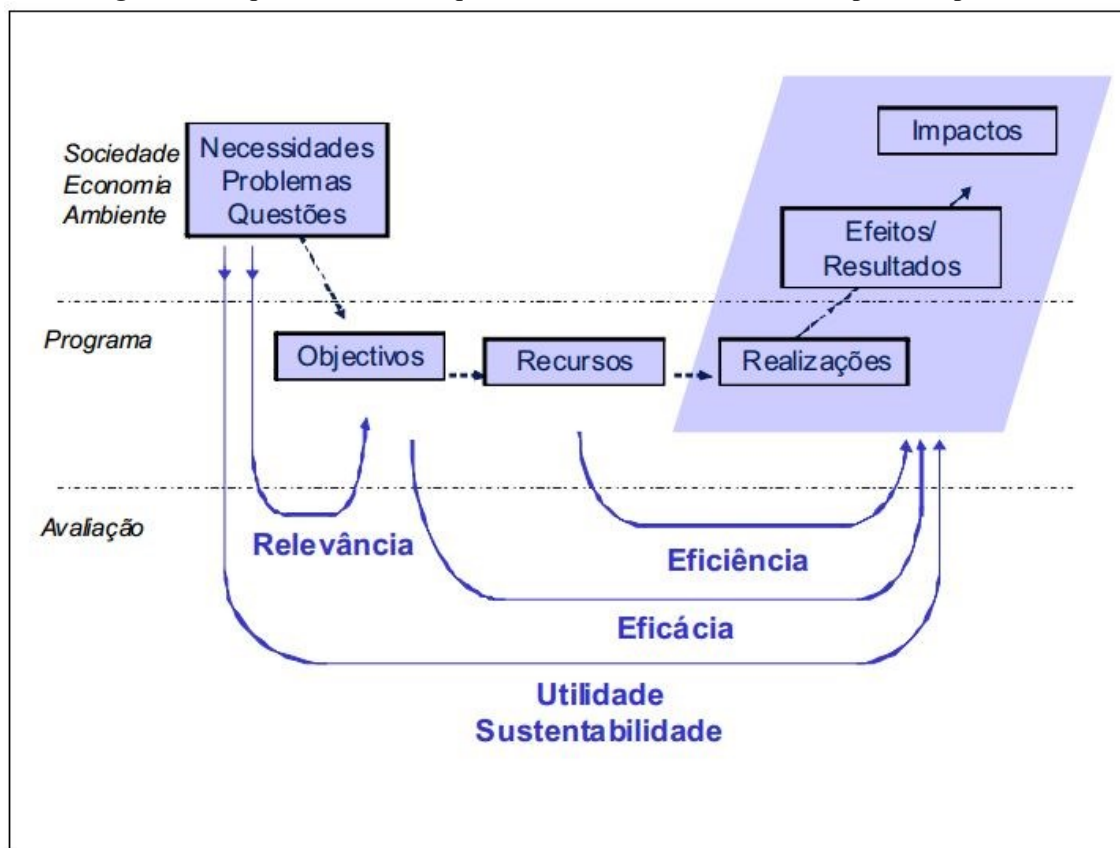 Sociedade
Economia
Ambiente
Necessidades
Problemas
Questões
Impactos
Efeitos/
Resultados
Programa
Objectivos
Recursos
Realizações
Avaliação
Relevância
Eficiência
Eficácia
Utilidade
Sustentabilidade